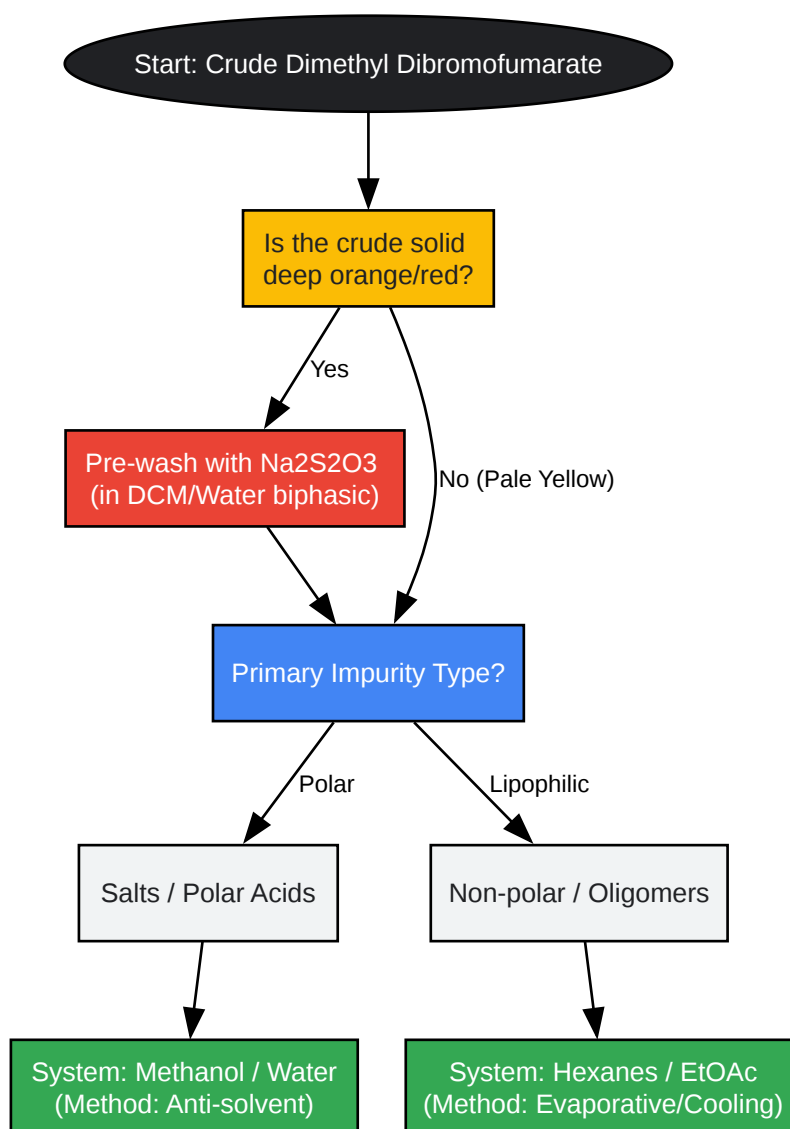 Start: Crude Dimethyl Dibromofumarate
Is the crude solid
deep orange/red?
Yes
Pre-wash with Na2S2O3
(in DCM/Water biphasic)
No (Pale Yellow)
Primary Impurity Type?
Polar
Lipophilic
Salts / Polar Acids
Non-polar / Oligomers
System: Methanol / Water
(Method: Anti-solvent)
System: Hexanes / EtOAc
(Method: Evaporative/Cooling)